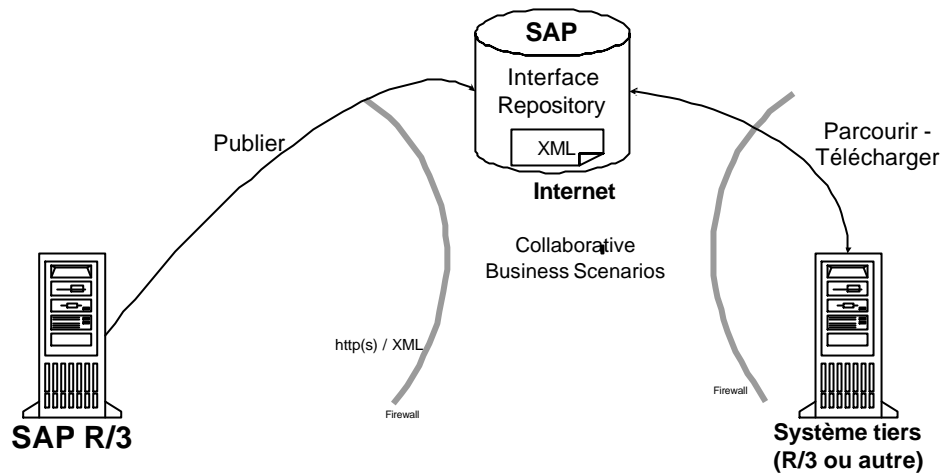 SAP
Interface
Repository
XML
Internet
Publier
Parcourir -
Télécharger
Collaborative
Business Scenarios
http(s) / XML
Firewall
Firewall
SAP R/3
Système tiers
(R/3 ou autre)